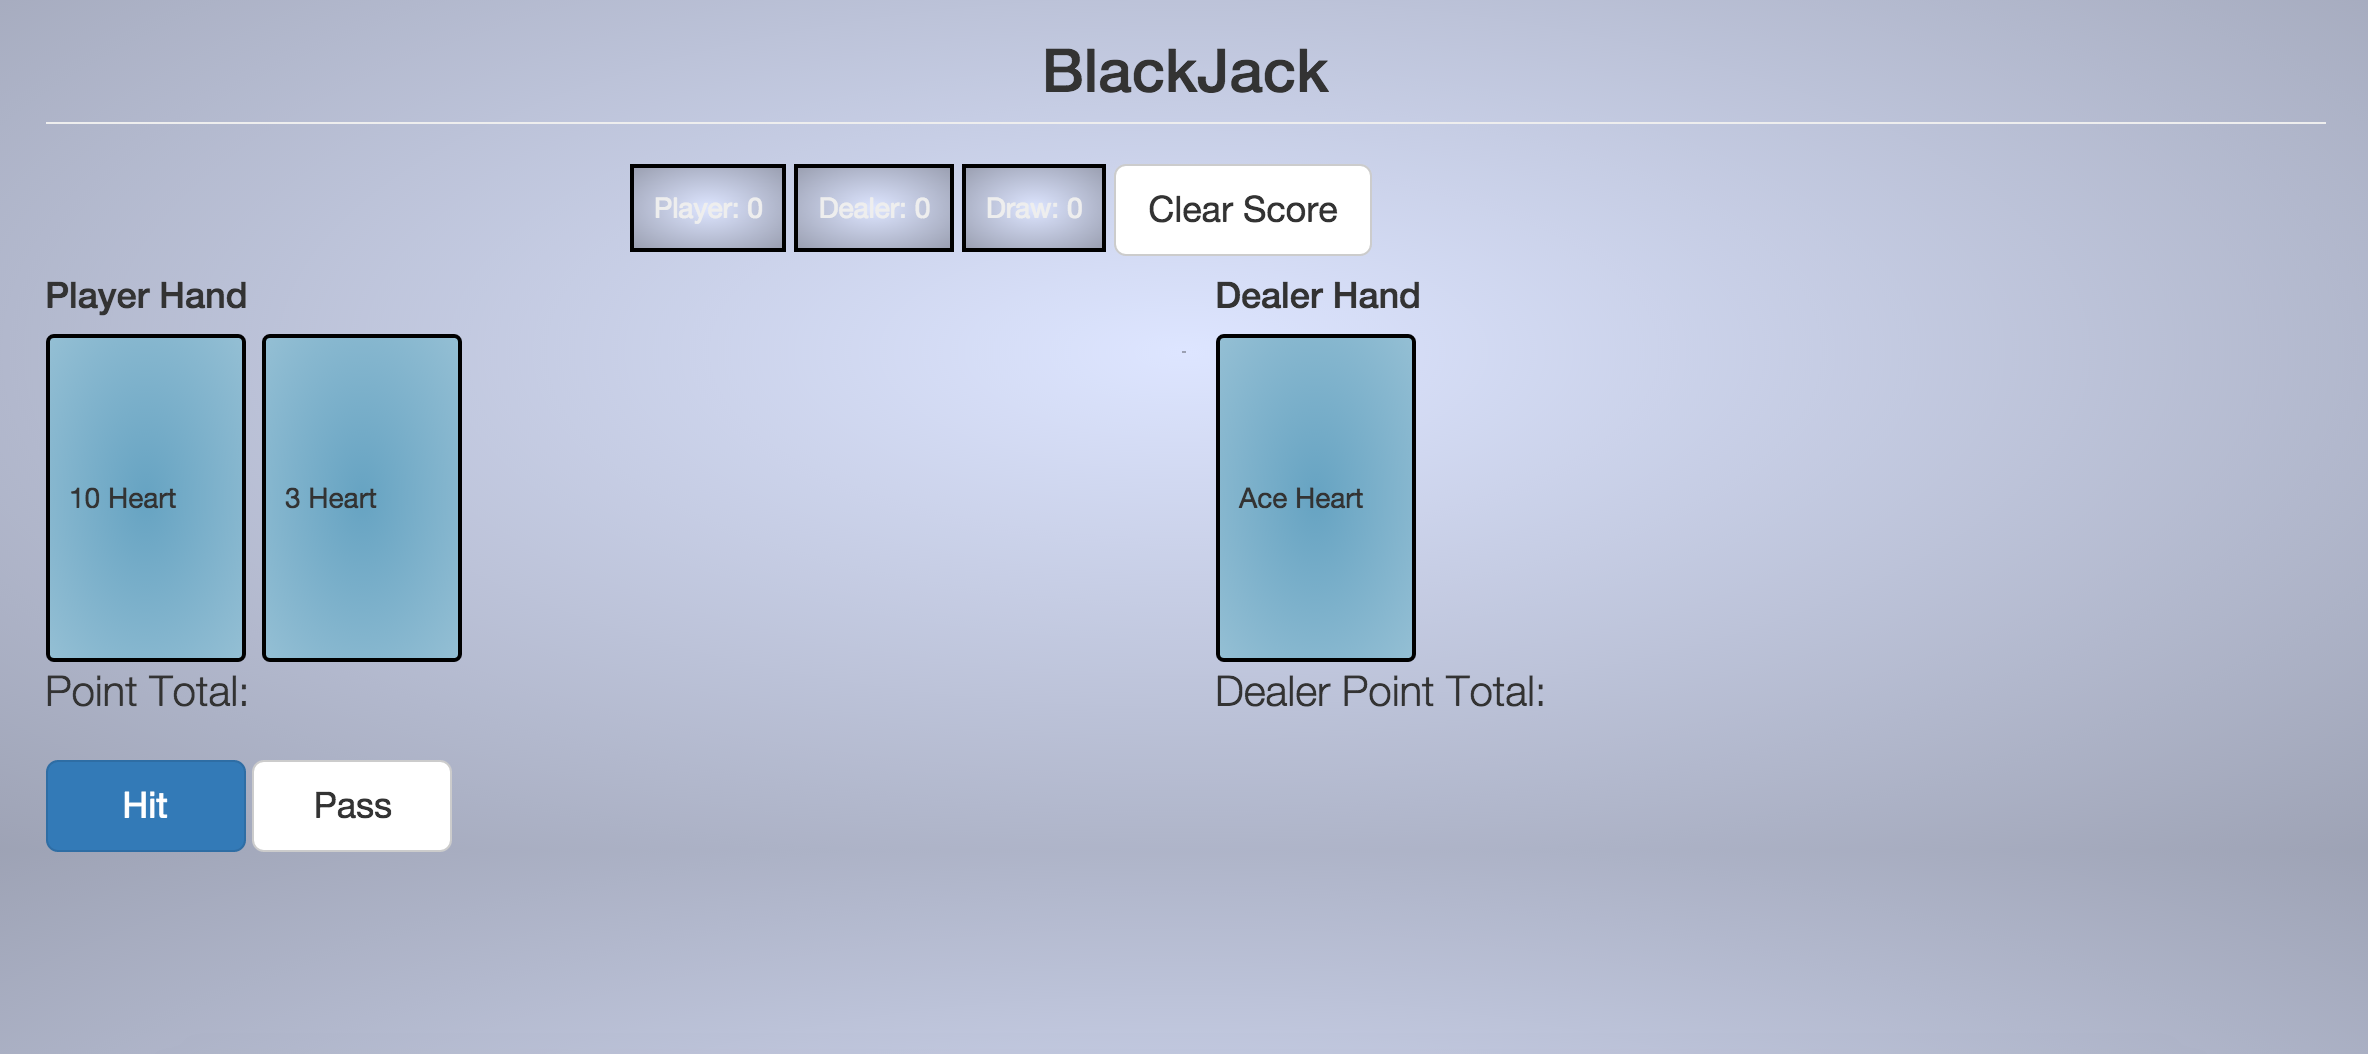 BlackJack
Player: 0 Dealer: 0 Draw: 0 Clear Score
Player Hand
10 Heart 3 Heart
Point Total:
Hit Pass
Dealer Hand
Ace Heart
Dealer Point Total: